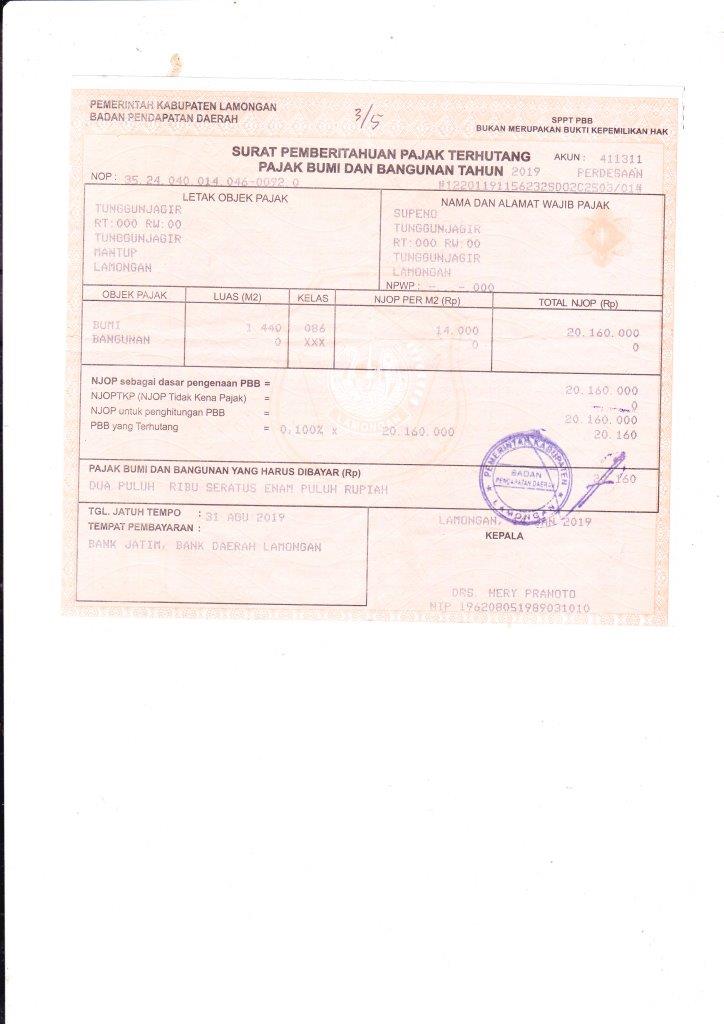 PEMERINTAH KABUPATEN LAMONGAN
BADAN PENDAPATAN DAERAH
3/5
SPPT PBB
BUKAN MERUPAKAN BUKTI KEPEMILIKAN HAK
SURAT PEMBERITAHUAN PAJAK TERHUTANG
PAJAK BUMI DAN BANGUNAN TAHUN 2019
AKUN : 411311
PERDESAAN
NOP : 35.24.040.014.046-0092.0
LETAK OBJEK PAJAK
TUNGGUNJAGIR
RT:000 RW:00
TUNGGUNJAGIR
MANTUP
LAMONGAN
NAMA DAN ALAMAT WAJIB PAJAK
SUPENO
TUNGGUNJAGIR
RT:000 RW:00
TUNGGUNJAGIR
LAMONGAN
NPWP : - . - .000
OBJEK PAJAK LUAS (M2) KELAS NJOP PER M2 (Rp) TOTAL NJOP (Rp)
BUMI 1 440 086 14.000 20.160.000
BANGUNAN 0 XXX 0 0
NJOP sebagai dasar pengenaan PBB = 20.160.000
NJOPTKP (NJOP Tidak Kena Pajak) = 0
NJOP untuk penghitungan PBB = 20.160.000
PBB yang Terhutang = 0,100% x 20.160.000 20.160
PAJAK BUMI DAN BANGUNAN YANG HARUS DIBAYAR (Rp)
DUA PULUH RIBU SERATUS ENAM PULUH RUPIAH
PEMERINTAH KABUPATEN
BADAN
PENDAPATAN DAERAH
LAMONGAN
TGL. JATUH TEMPO : 31 AGU 2019
TEMPAT PEMBAYARAN :
BANK JATIM, BANK DAERAH LAMONGAN
LAMONGAN, JAN 2019
KEPALA
DRS. HERY PRANOTO
NIP 196208051989031010